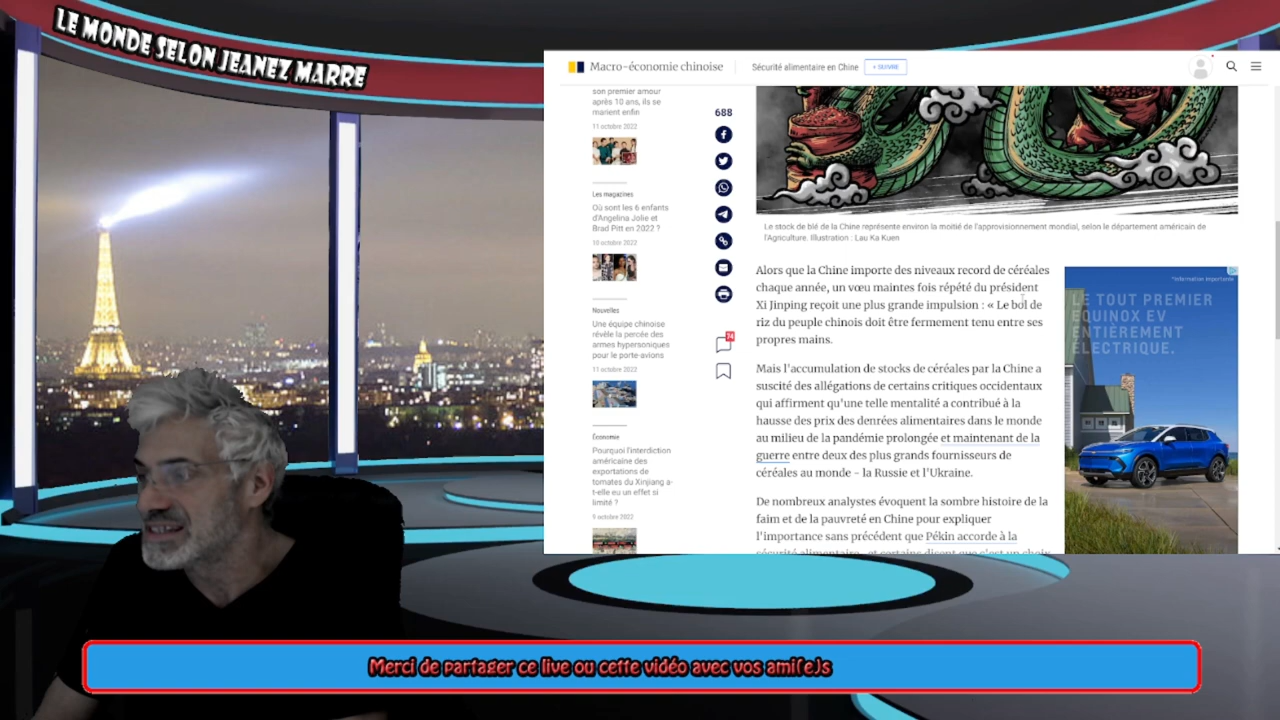 LE MONDE SELON JEANEZ MARRE
Macro-économie chinoise
Sécurité alimentaire en Chine
+ SUIVRE
son premier amour
après 10 ans, ils se
marient enfin
11 octobre 2022
Les magazines
Où sont les 6 enfants
d'Angelina Jolie et
Brad Pitt en 2022 ?
10 octobre 2022
Nouvelles
Une équipe chinoise
révèle la percée des
armes hypersoniques
pour le porte-avions
11 octobre 2022
Économie
Pourquoi l'interdiction
américaine des
exportations de
tomates du Xinjiang a-
t-elle eu un effet si
limité ?
9 octobre 2022
688
74
Le stock de blé de la Chine représente environ la moitié de l'approvisionnement mondial, selon le département américain de
l'Agriculture. Illustration : Lau Ka Kuen
Alors que la Chine importe des niveaux record de céréales
chaque année, un vœu maintes fois répété du président
Xi Jinping reçoit une plus grande impulsion : « Le bol de
riz du peuple chinois doit être fermement tenu entre ses
propres mains.
Mais l'accumulation de stocks de céréales par la Chine a
suscité des allégations de certains critiques occidentaux
qui affirment qu'une telle mentalité a contribué à la
hausse des prix des denrées alimentaires dans le monde
au milieu de la pandémie prolongée et maintenant de la
guerre entre deux des plus grands fournisseurs de
céréales au monde - la Russie et l'Ukraine.
De nombreux analystes évoquent la sombre histoire de la
faim et de la pauvreté en Chine pour expliquer
l'importance sans précédent que Pékin accorde à la
sécurité alimentaire, et certains disent que c'est un choix
*Information importante
LE TOUT PREMIER
EQUINOX EV
ENTIÈREMENT
ÉLECTRIQUE.
Merci de partager ce live ou cette vidéo avec vos ami(e)s